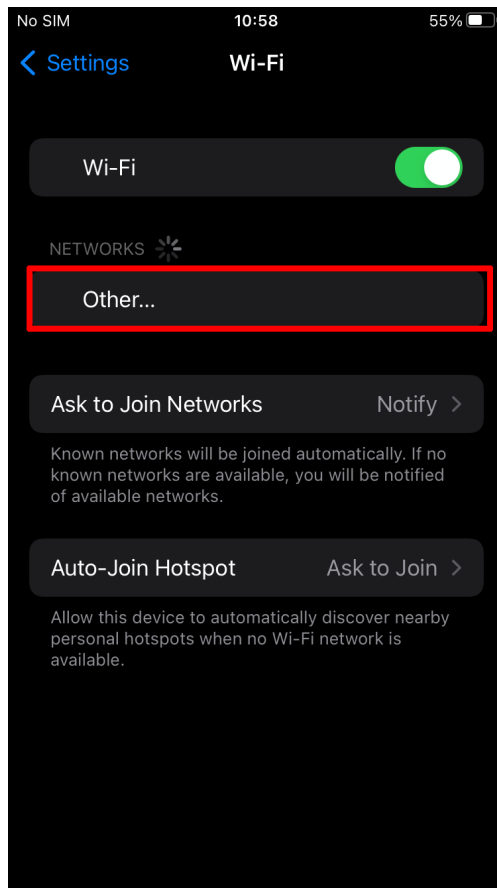 No SIM 10:58 55%
Settings Wi-Fi
Wi-Fi
NETWORKS
Other...
Ask to Join Networks Notify
Known networks will be joined automatically. If no
known networks are available, you will be notified
of available networks.
Auto-Join Hotspot Ask to Join
Allow this device to automatically discover nearby
personal hotspots when no Wi-Fi network is
available.